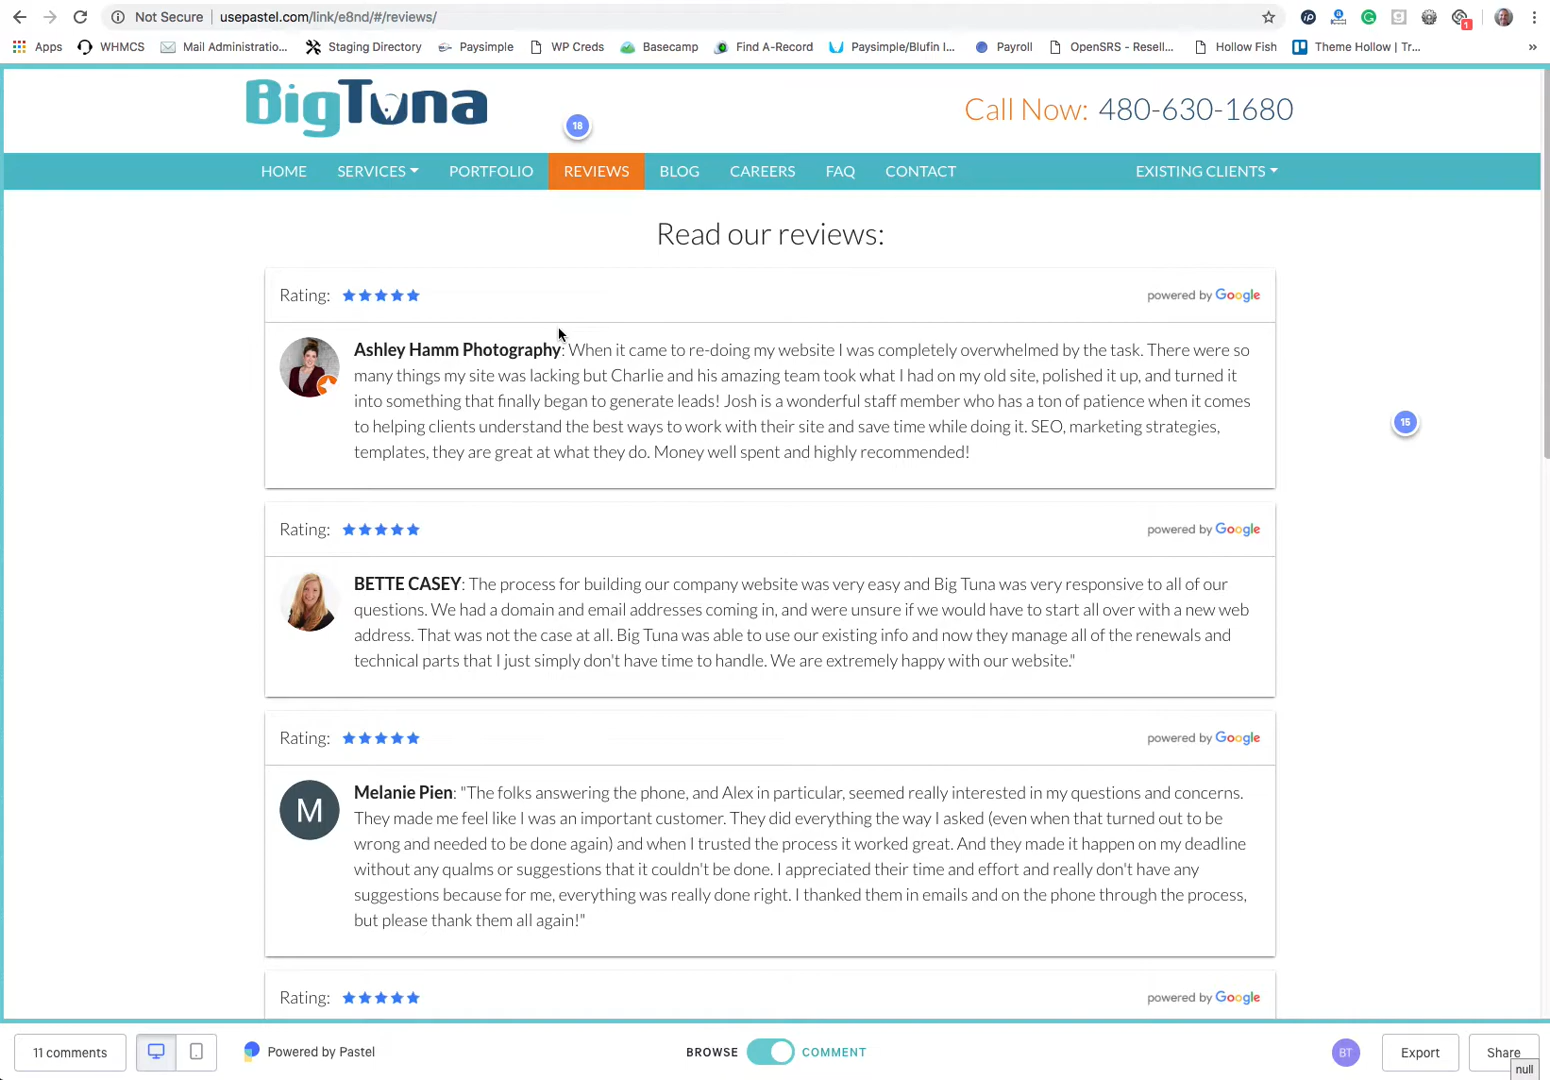 Not Secure usepastel.com/link/e8nd/#/reviews/
1
Apps WHMCS Mail Administratio... Staging Directory Paysimple WP Creds Basecamp Find A-Record Paysimple/Blufin I... Payroll OpenSRS - Resell... Hollow Fish Theme Hollow | Tr... »
BigTuna
18
Call Now: 480-630-1680
HOME SERVICES PORTFOLIO REVIEWS BLOG CAREERS FAQ CONTACT EXISTING CLIENTS
Read our reviews:
Rating: powered by Google
Ashley Hamm Photography: When it came to re-doing my website I was completely overwhelmed by the task. There were so
many things my site was lacking but Charlie and his amazing team took what I had on my old site, polished it up, and turned it
into something that finally began to generate leads! Josh is a wonderful staff member who has a ton of patience when it comes
to helping clients understand the best ways to work with their site and save time while doing it. SEO, marketing strategies,
templates, they are great at what they do. Money well spent and highly recommended!
15
Rating: powered by Google
BETTE CASEY: The process for building our company website was very easy and Big Tuna was very responsive to all of our
questions. We had a domain and email addresses coming in, and were unsure if we would have to start all over with a new web
address. That was not the case at all. Big Tuna was able to use our existing info and now they manage all of the renewals and
technical parts that I just simply don't have time to handle. We are extremely happy with our website."
Rating: powered by Google
M
Melanie Pien: "The folks answering the phone, and Alex in particular, seemed really interested in my questions and concerns.
They made me feel like I was an important customer. They did everything the way I asked (even when that turned out to be
wrong and needed to be done again) and when I trusted the process it worked great. And they made it happen on my deadline
without any qualms or suggestions that it couldn't be done. I appreciated their time and effort and really don't have any
suggestions because for me, everything was really done right. I thanked them in emails and on the phone through the process,
but please thank them all again!"
Rating: powered by Google
11 comments Powered by Pastel BROWSE COMMENT BT Export Share
null